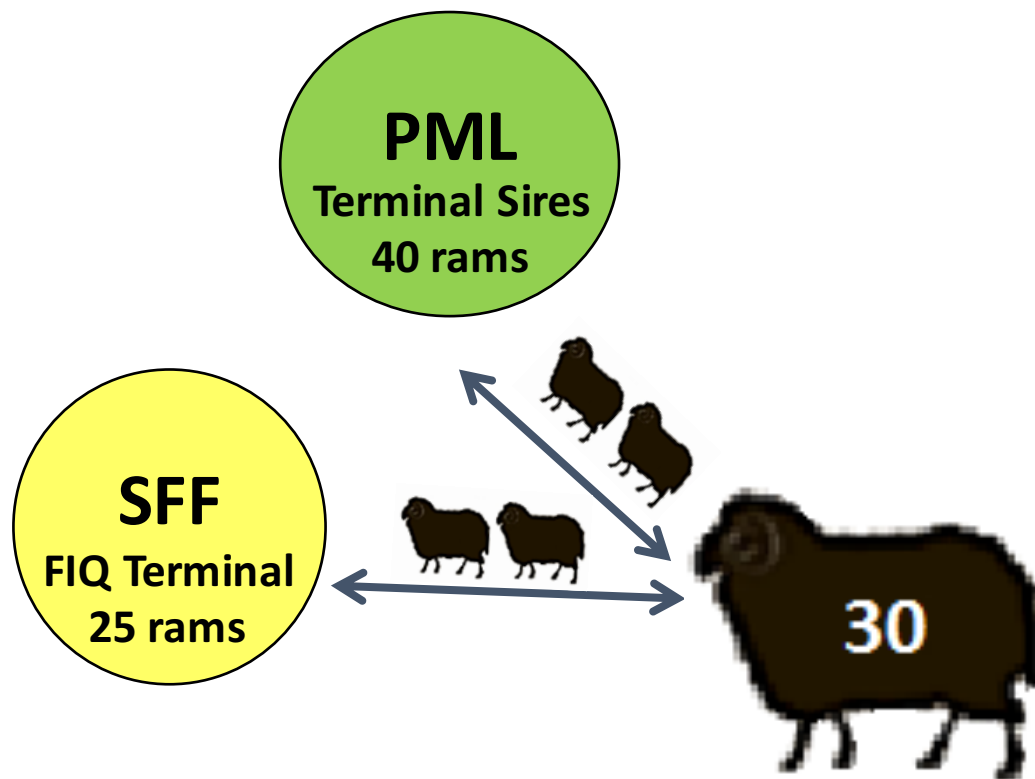 PML
Terminal Sires
40 rams
SFF
FIQ Terminal
25 rams
30